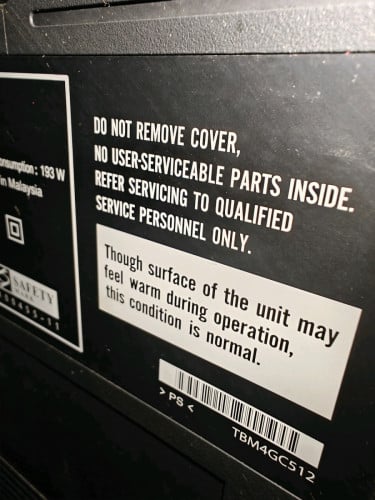 onsumption : 193 W
in Malaysia
SAFETY
DO NOT REMOVE COVER,
NO USER-SERVICEABLE PARTS INSIDE.
REFER SERVICING TO QUALIFIED
SERVICE PERSONNEL ONLY.
Though surface of the unit may
feel warm during operation,
this condition is normal.
> PS <
TBM4GC512